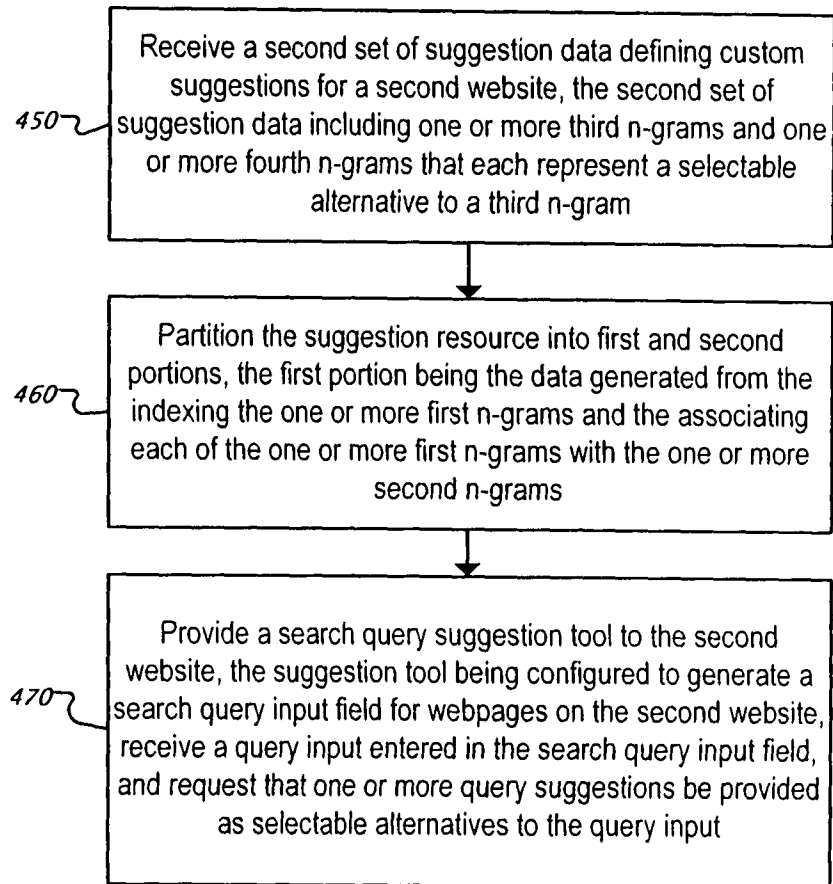 Receive a second set of suggestion data defining custom
suggestions for a second website, the second set of
450
suggestion data including one or more third n-grams and one
or more fourth n-grams that each represent a selectable
alternative to a third n-gram
Partition the suggestion resource into first and second
portions, the first portion being the data generated from the
460
indexing the one or more first n-grams and the associating
each of the one or more first n-grams with the one or more
second n-grams
Provide a search query suggestion tool to the second
website, the suggestion tool being configured to generate a
470
search query input field for webpages on the second website,
receive a query input entered in the search query input field,
and request that one or more query suggestions be provided
as selectable alternatives to the query input